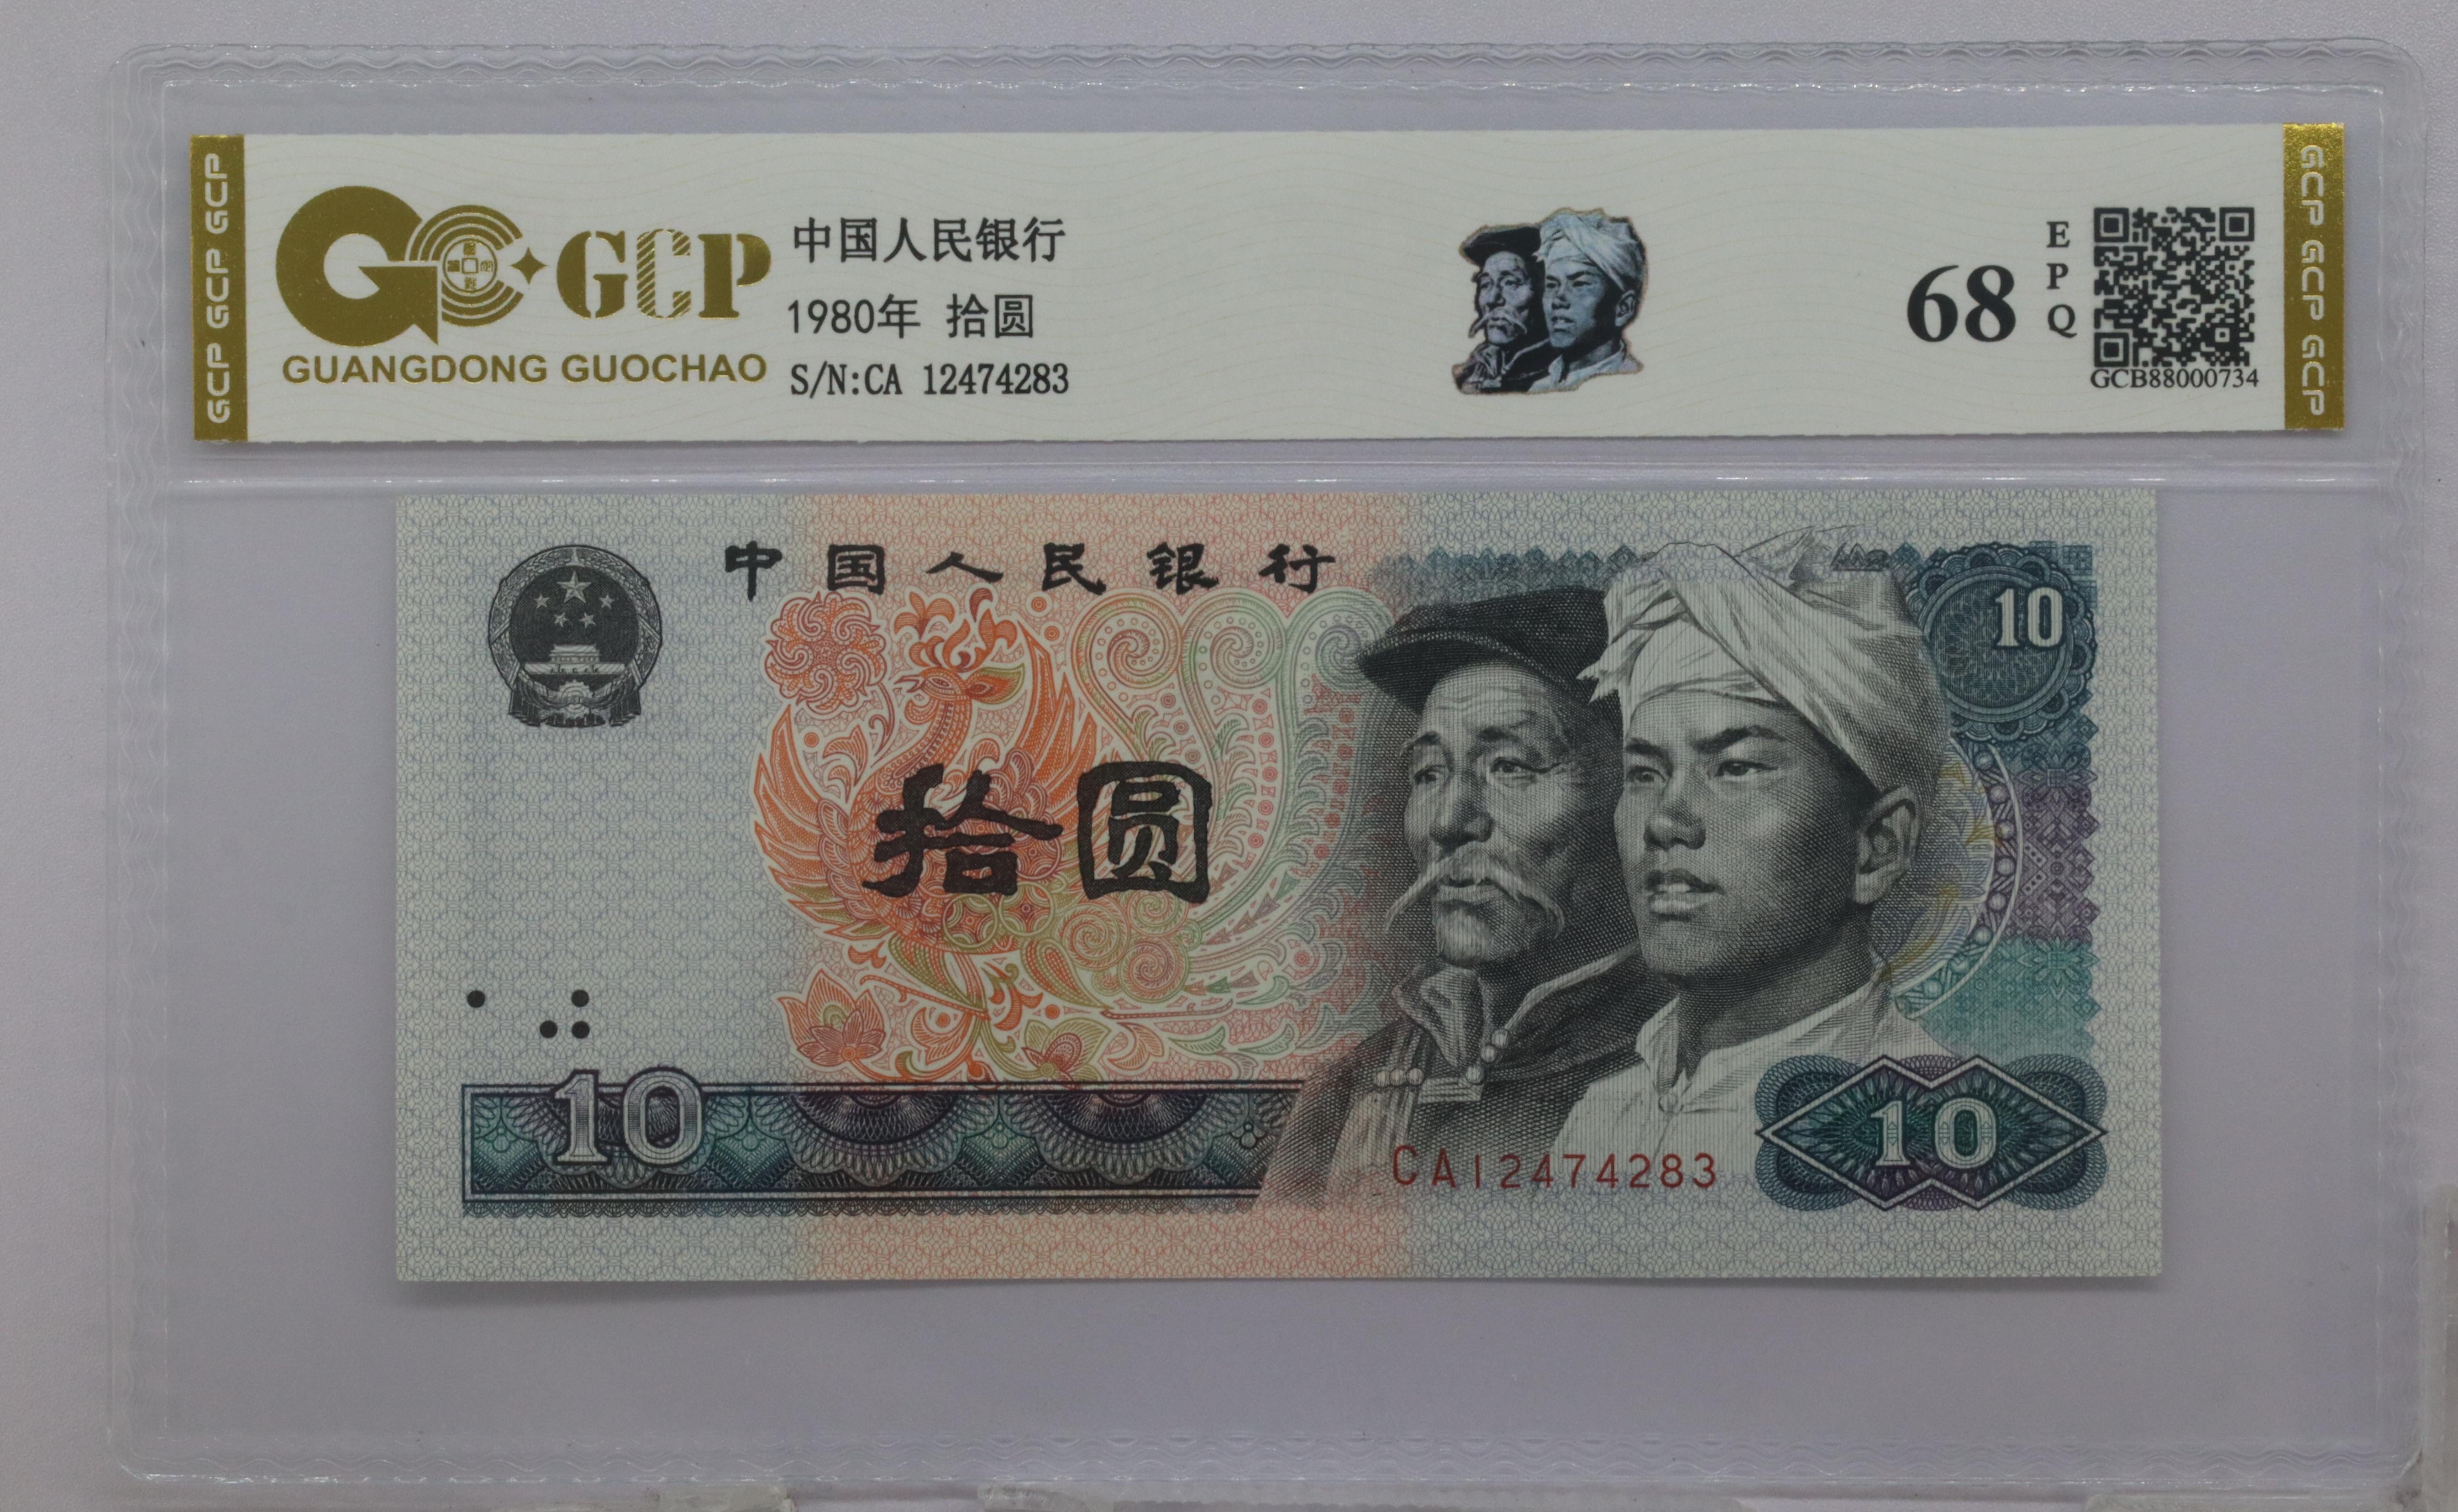 GCP GCP GCP
GCP
GUANGDONG GUOCHAO
中国人民银行
1980年 拾圆
S/N:CA 12474283
68
E
P
Q
GCB88000734
GCP GCP GCP
中国人民银行
10
拾圆
10
CA12474283
10